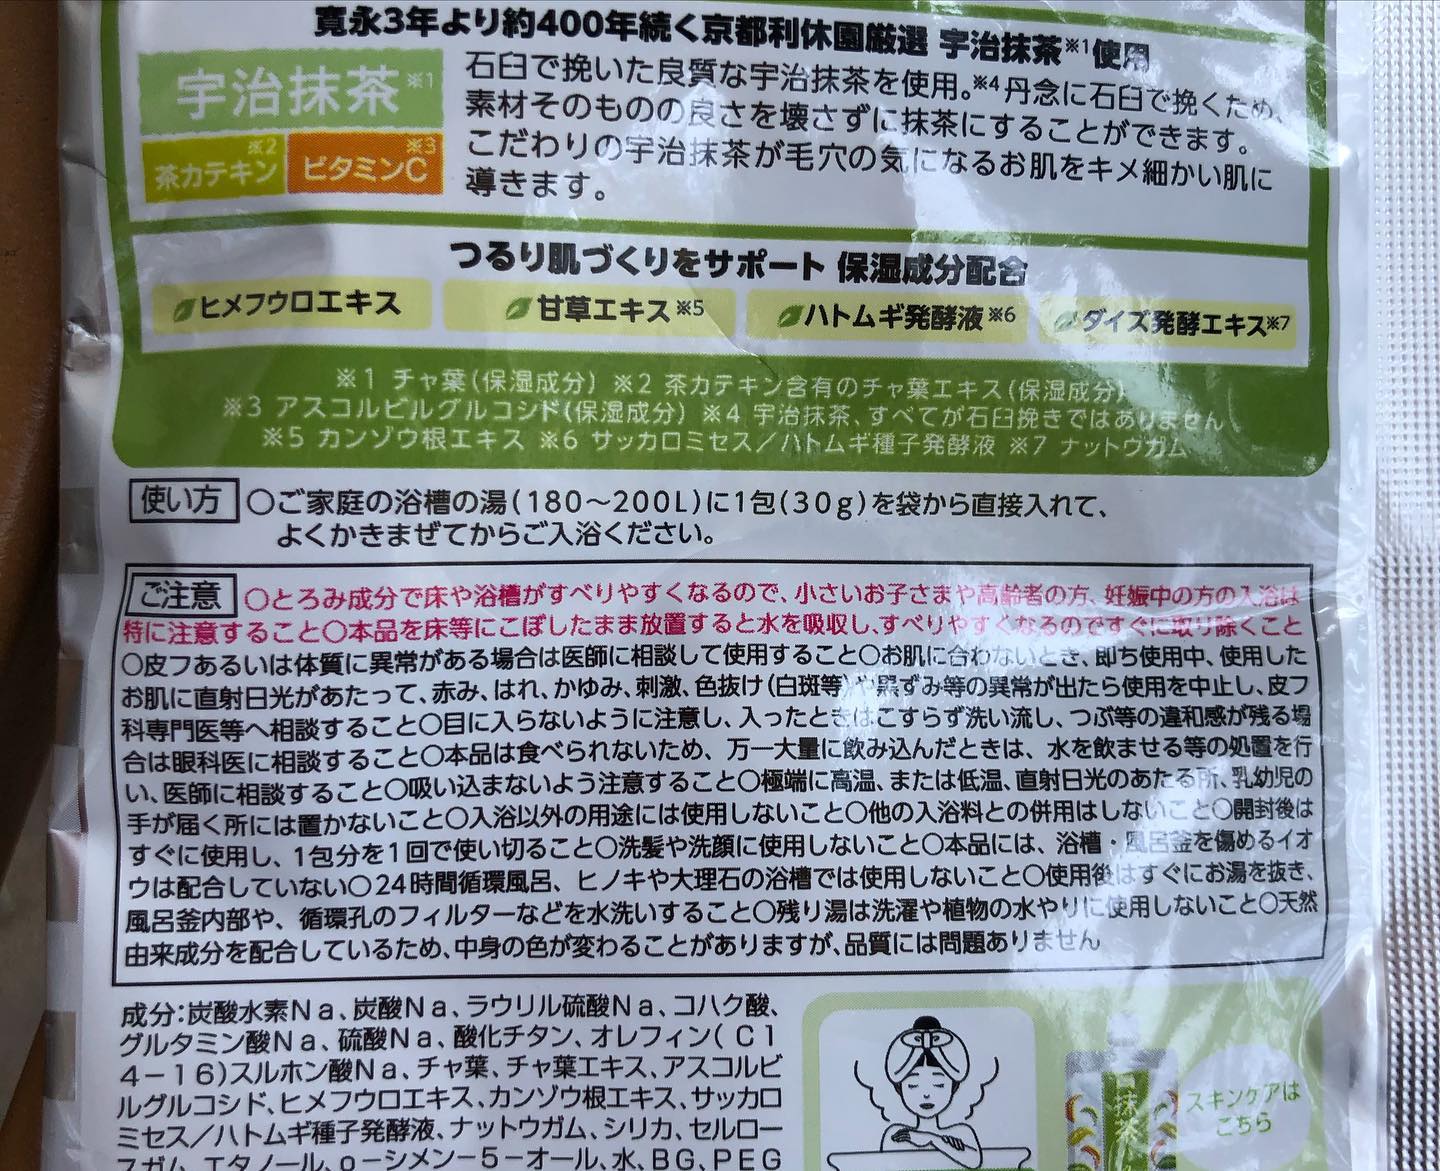 寛永3年より約400年続く京都利休園厳選 宇治抹茶※1使用
宇治抹茶※1
茶カテキン※2
ビタミンC※3
石臼で挽いた良質な宇治抹茶を使用。※4丹念に石臼で挽くため、
素材そのものの良さを壊さずに抹茶にすることができます。
こだわりの宇治抹茶が毛穴の気になるお肌をキメ細かい肌に
導きます。
つるり肌づくりをサポート 保湿成分配合
ヒメフウロエキス
甘草エキス※5
ハトムギ発酵液※6
ダイズ発酵エキス※7
※1 チャ葉(保湿成分) ※2 茶カテキン含有のチャ葉エキス(保湿成分)
※3 アスコルビルグルコシド(保湿成分) ※4 宇治抹茶、すべてが石臼挽きではありません
※5 カンゾウ根エキス ※6 サッカロミセス/ハトムギ種子発酵液 ※7 ナットウガム
使い方 ○ご家庭の浴槽の湯(180〜200L)に1包(30g)を袋から直接入れて、
よくかきまぜてからご入浴ください。
ご注意 ○とろみ成分で床や浴槽がすべりやすくなるので、小さいお子さまや高齢者の方、妊娠中の方の入浴は
特に注意すること○本品を床等にこぼしたまま放置すると水を吸収し、すべりやすくなるのですぐに取り除くこと
○皮フあるいは体質に異常がある場合は医師に相談して使用すること○お肌に合わないとき、即ち使用中、使用した
お肌に直射日光があたって、赤み、はれ、かゆみ、刺激、色抜け(白斑等)や黒ずみ等の異常が出たら使用を中止し、皮フ
科専門医等へ相談すること○目に入らないように注意し、入ったときはこすらず洗い流し、つぶ等の違和感が残る場
合は眼科医に相談すること○本品は食べられないため、万一大量に飲み込んだときは、水を飲ませる等の処置を行
い、医師に相談すること○吸い込まないよう注意すること○極端に高温、または低温、直射日光のあたる所、乳幼児の
手が届く所には置かないこと○入浴以外の用途には使用しないこと○他の入浴料との併用はしないこと○開封後は
すぐに使用し、1包分を1回で使い切ること○洗髪や洗顔に使用しないこと○本品には、浴槽・風呂釜を傷めるイオ
ウは配合していない○24時間循環風呂、ヒノキや大理石の浴槽では使用しないこと○使用後はすぐにお湯を抜き、
風呂釜内部や、循環孔のフィルターなどを水洗いすること○残り湯は洗濯や植物の水やりに使用しないこと○天然
由来成分を配合しているため、中身の色が変わることがありますが、品質には問題ありません
成分:炭酸水素Na、炭酸Na、ラウリル硫酸Na、コハク酸、
グルタミン酸Na、硫酸Na、酸化チタン、オレフィン(C1
4-16)スルホン酸Na、チャ葉、チャ葉エキス、アスコルビ
ルグルコシド、ヒメフウロエキス、カンゾウ根エキス、サッカロ
ミセス/ハトムギ種子発酵液、ナットウガム、シリカ、セルロー
スガム、エタノール、o-シメン-5-オール、水、BG、PEG
抹茶
スキンケアは
こちら